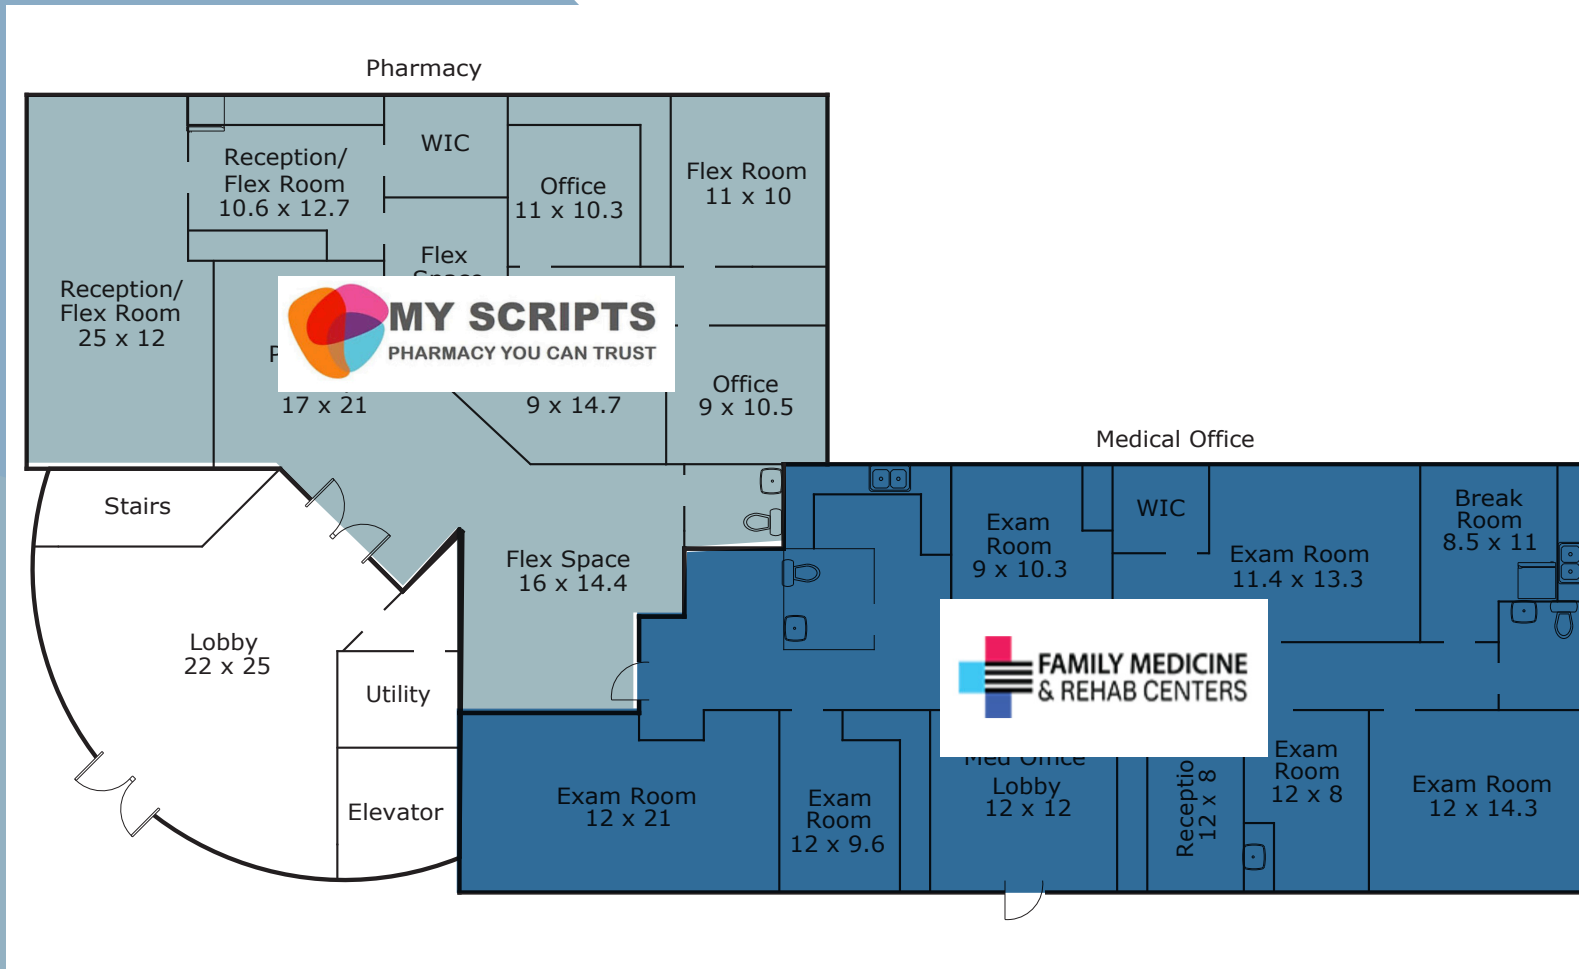 Pharmacy
WIC
Reception/
Flex Room
10.6 x 12.7
Office
11 x 10.3
Flex Room
11 x 10
Flex
Space
Reception/
Flex Room
25 x 12
MY SCRIPTS
PHARMACY YOU CAN TRUST
17 x 21
9 x 14.7
Office
9 x 10.5
Medical Office
Stairs
Flex Space
16 x 14.4
Exam
Room
9 x 10.3
WIC
Exam Room
11.4 x 13.3
Break
Room
8.5 x 11
Lobby
22 x 25
Utility
Elevator
FAMILY MEDICINE
& REHAB CENTERS
Exam Room
12 x 21
Exam
Room
12 x 9.6
Med Office
Lobby
12 x 12
Reception
12 x 8
Exam
Room
12 x 8
Exam Room
12 x 14.3